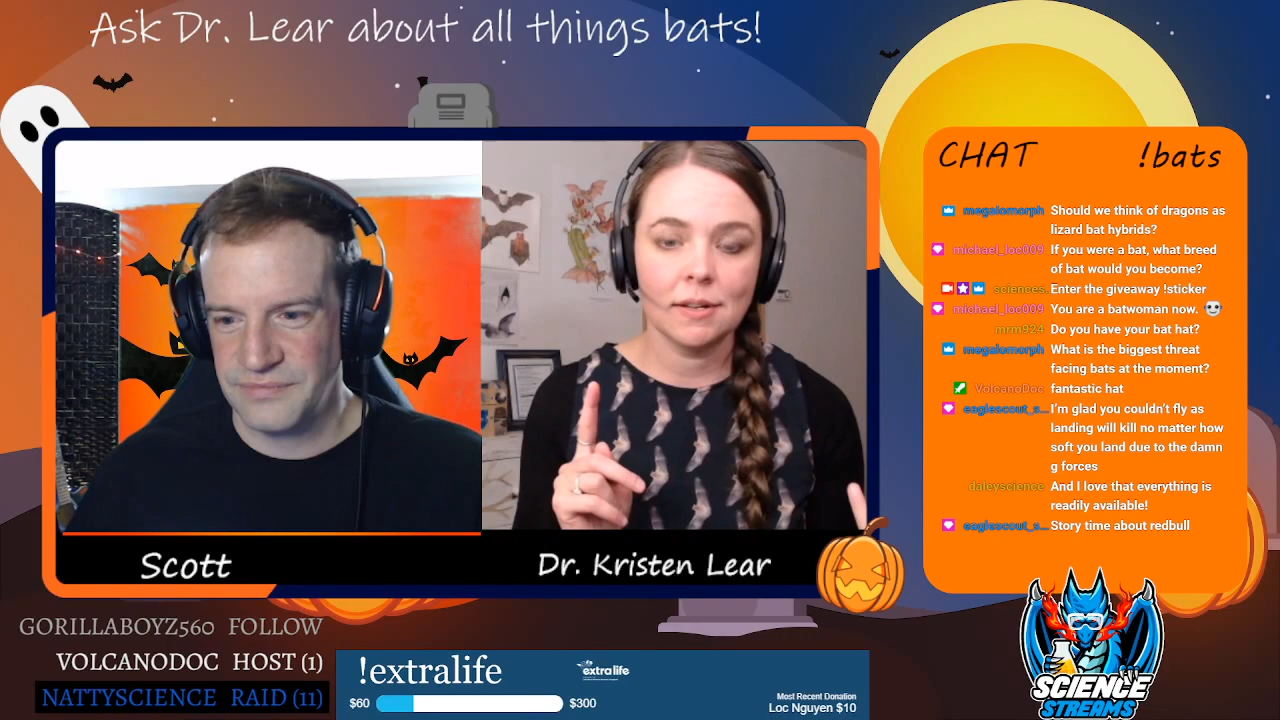 Ask Dr. Lear about all things bats!
CHAT !bats
megalomorph Should we think of dragons as
lizard bat hybrids?
michael_loc009 If you were a bat, what breed
of bat would you become?
sciences... Enter the giveaway !sticker
michael_loc009 You are a batwoman now.
mrm924 Do you have your bat hat?
megalomorph What is the biggest threat
facing bats at the moment?
VolcanoDoc fantastic hat
eaglescout_s... I'm glad you couldn't fly as
landing will kill no matter how
soft you land due to the damn
g forces
daleyscience And I love that everything is
readily available!
eaglescout_s... Story time about redbull
Scott
Dr. Kristen Lear
GORILLABOYZ560 FOLLOW
VOLCANODOC HOST (1)
NATTYSCIENCE RAID (11)
!extralife
extra life
$60 $300
Most Recent Donation
Loc Nguyen $10
SCIENCE
STREAMS